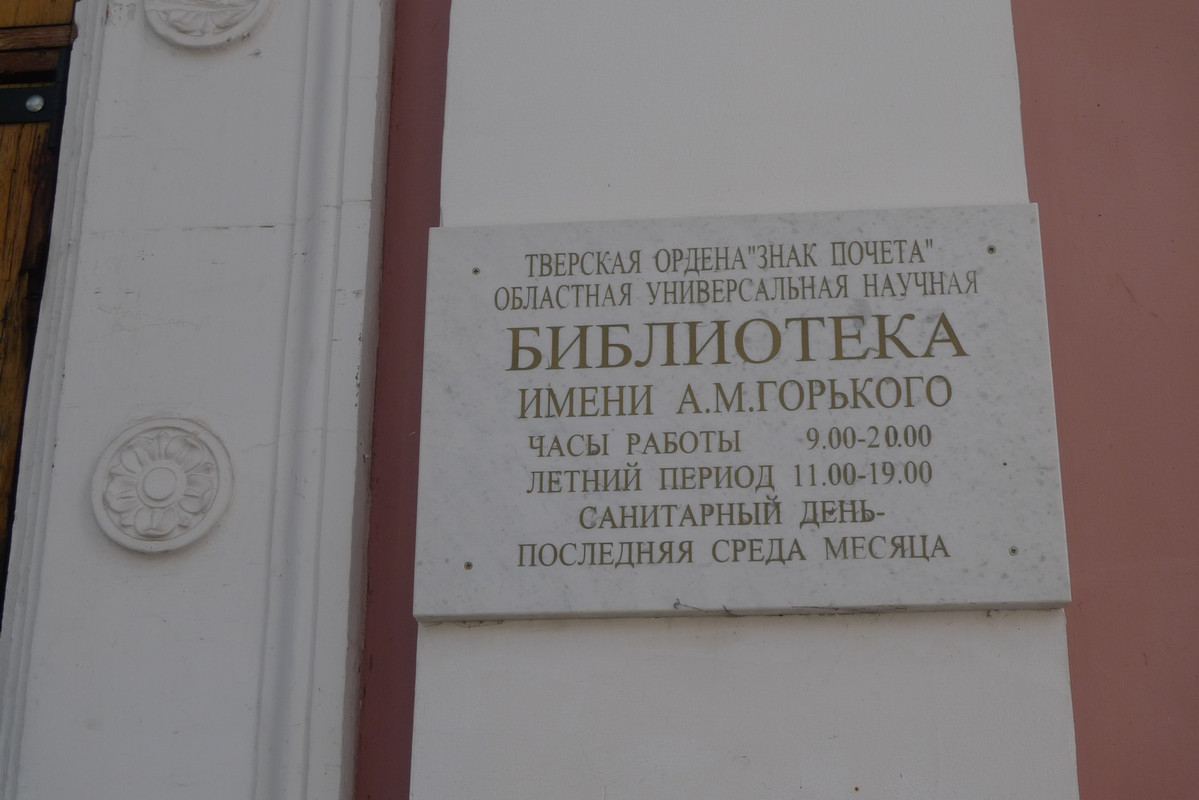 ТВЕРСКАЯ ОРДЕНА"ЗНАК ПОЧЕТА"
ОБЛАСТНАЯ УНИВЕРСАЛЬНАЯ НАУЧНАЯ
БИБЛИОТЕКА
ИМЕНИ А.М.ГОРЬКОГО
ЧАСЫ РАБОТЫ 9.00-20.00
ЛЕТНИЙ ПЕРИОД 11.00-19.00
САНИТАРНЫЙ ДЕНЬ-
ПОСЛЕДНЯЯ СРЕДА МЕСЯЦА